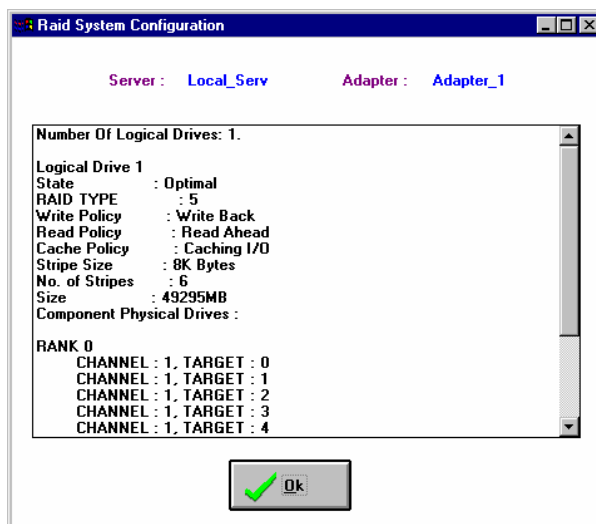 Raid System Configuration
Server : Local_Serv Adapter : Adapter_1
Number Of Logical Drives: 1.
Logical Drive 1
State : Optimal
RAID TYPE : 5
Write Policy : Write Back
Read Policy : Read Ahead
Cache Policy : Caching I/O
Stripe Size : 8K Bytes
No. of Stripes : 6
Size : 49295MB
Component Physical Drives :
RANK 0
CHANNEL : 1, TARGET : 0
CHANNEL : 1, TARGET : 1
CHANNEL : 1, TARGET : 2
CHANNEL : 1, TARGET : 3
CHANNEL : 1, TARGET : 4
Ok